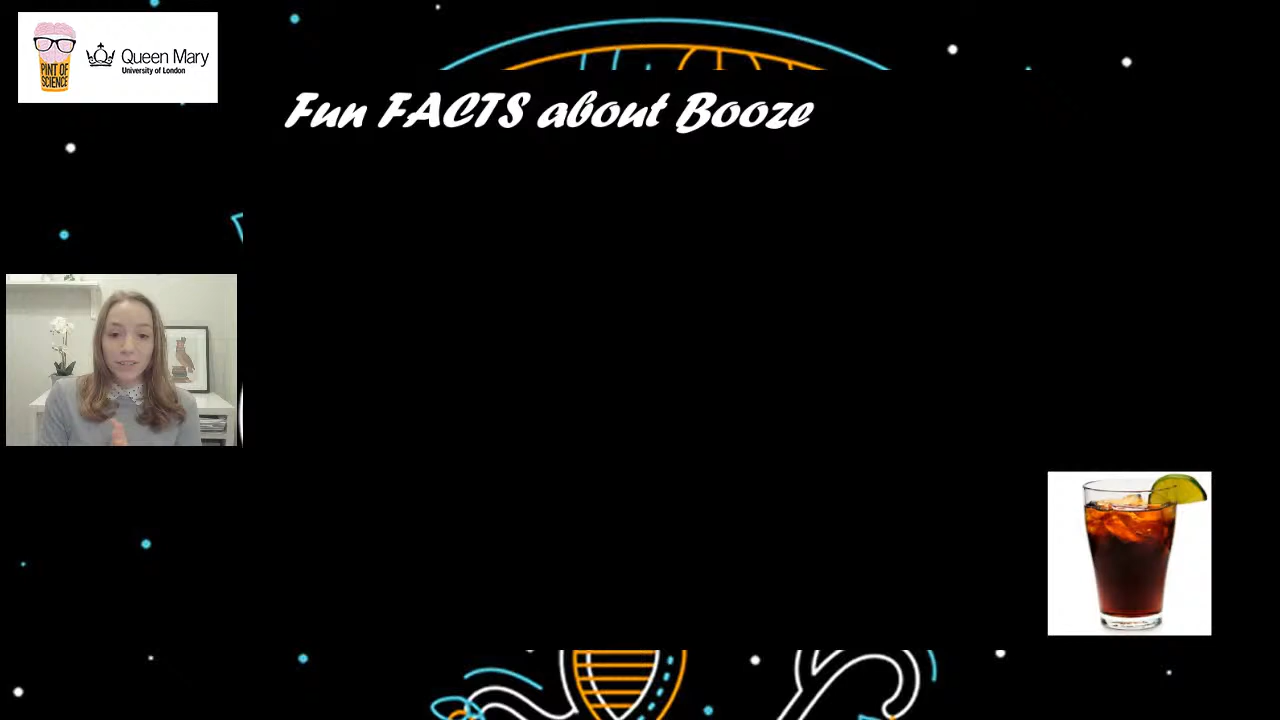 PINT OF
SCIENCE
Queen Mary
University of London
Fun FACTS about Booze